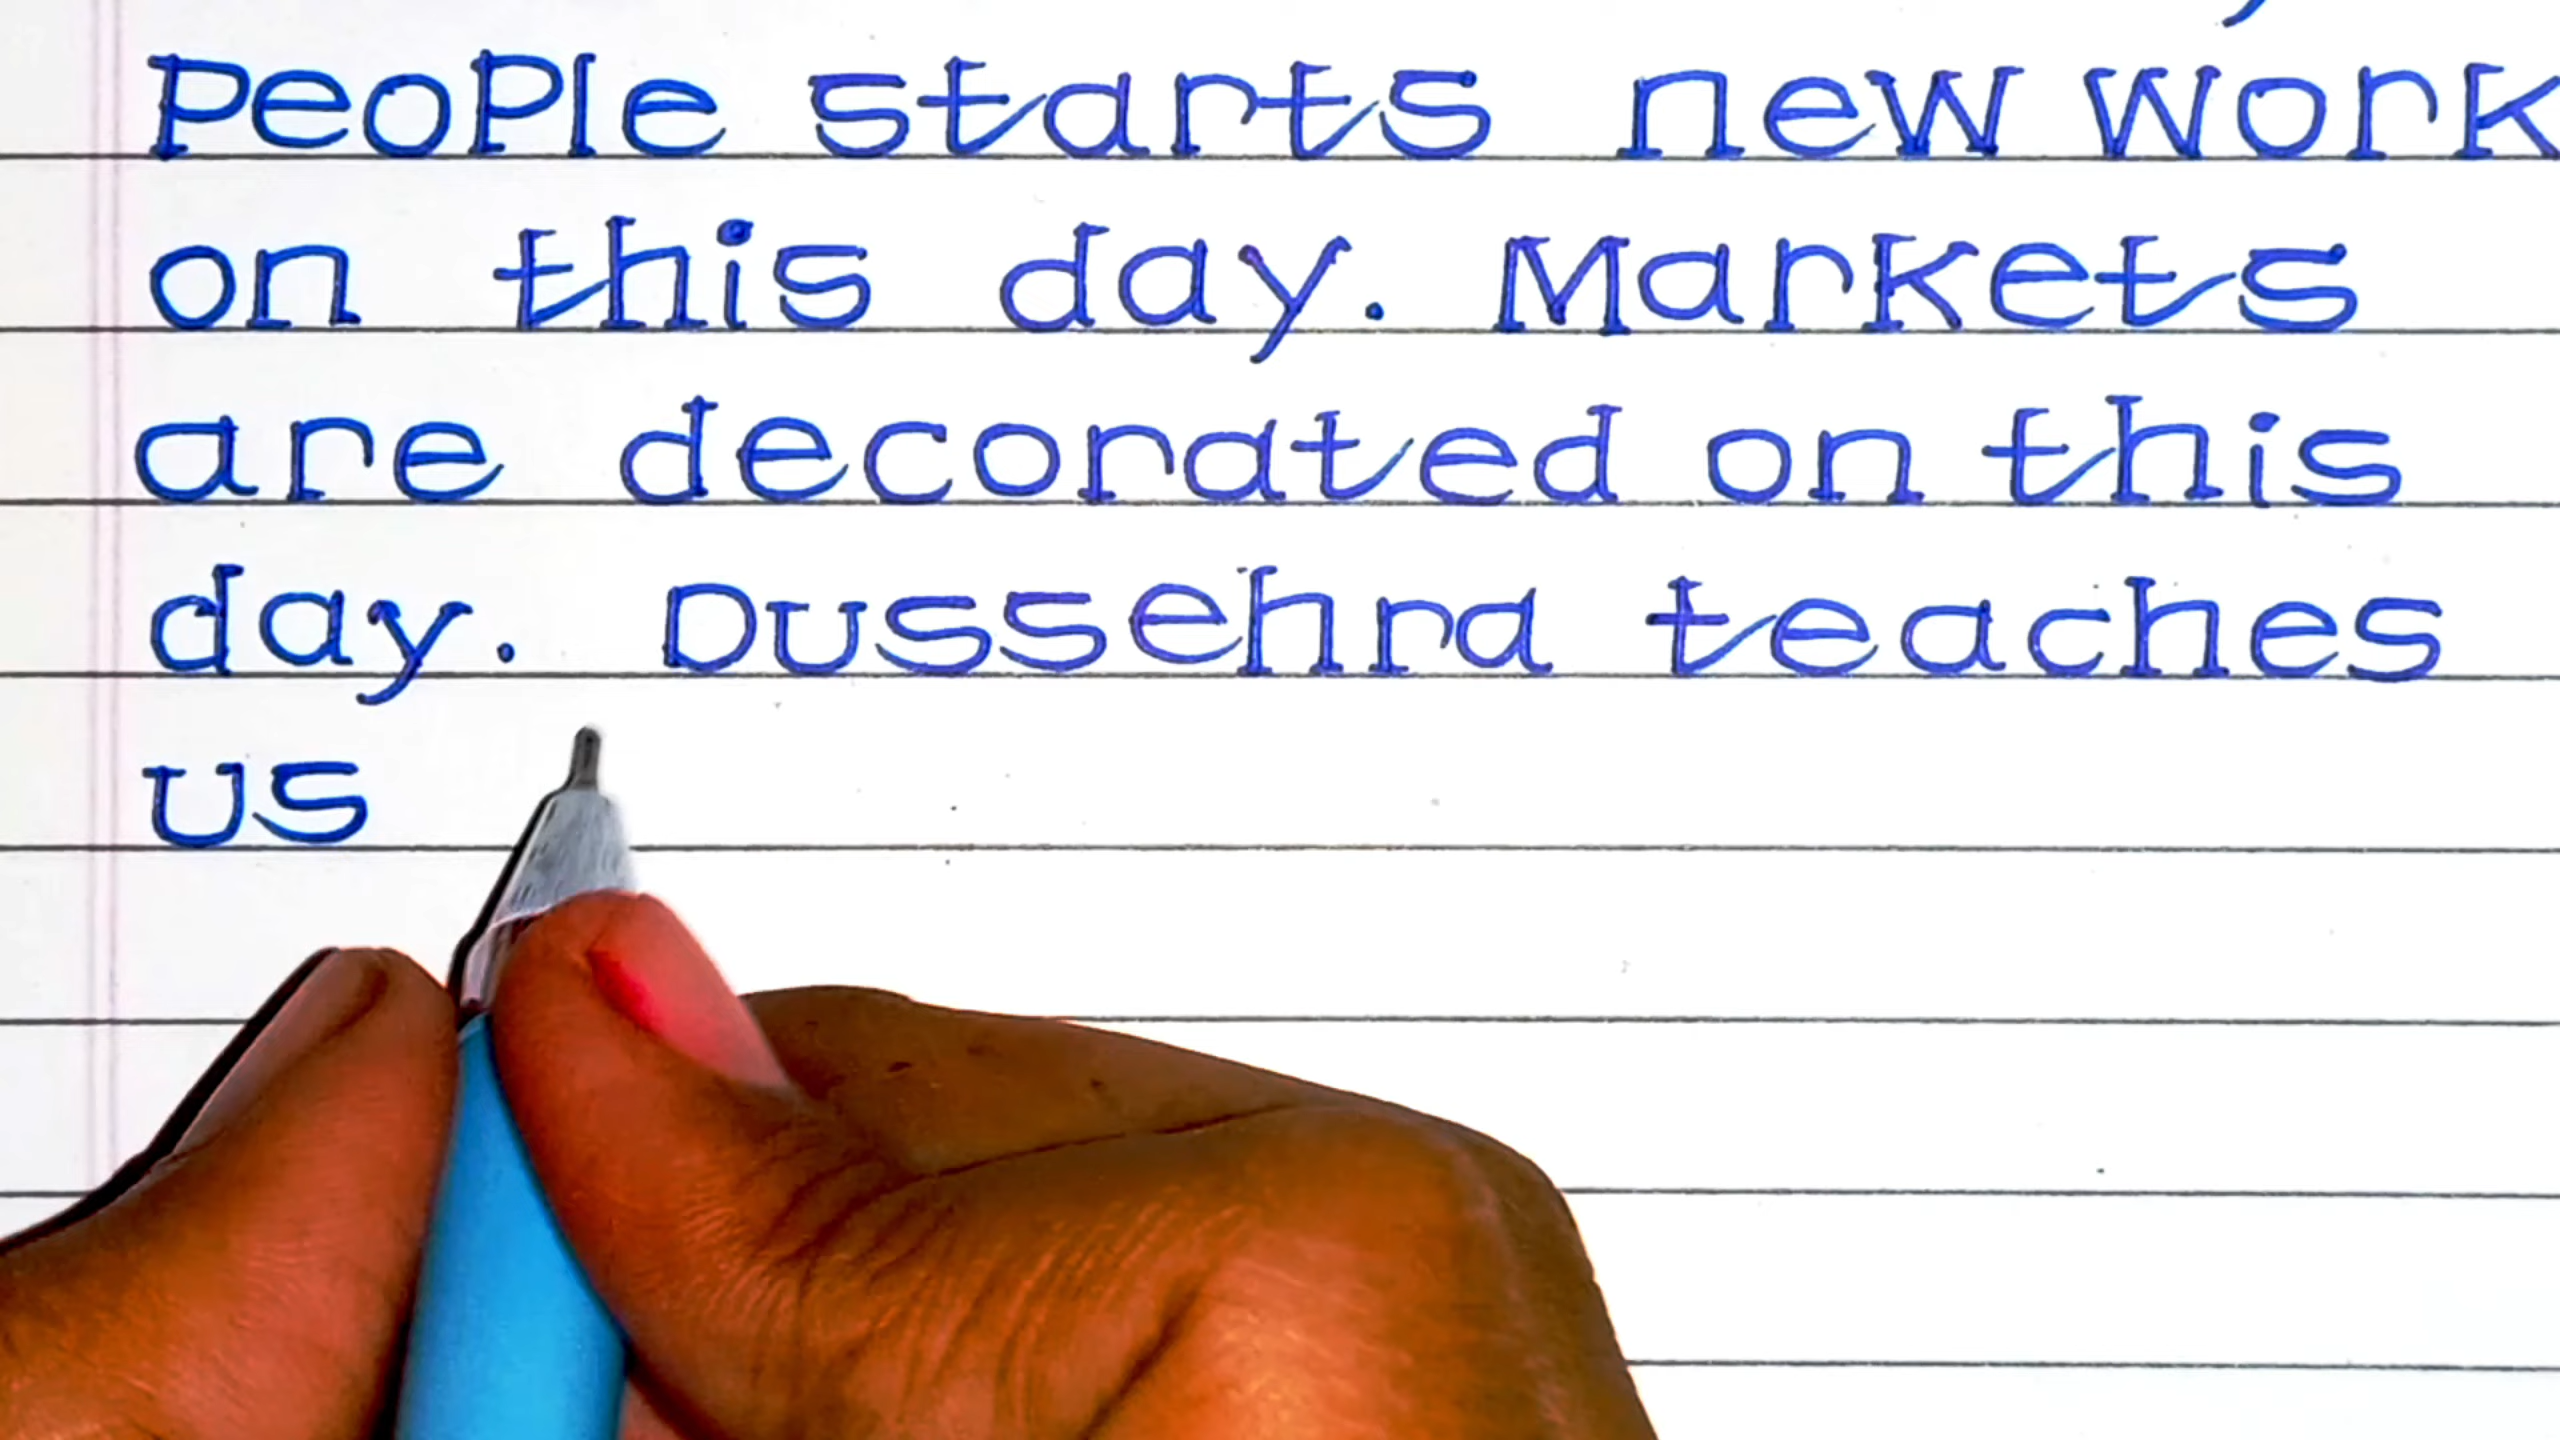 People starts new work
on this day. Markets
are decorated on this
day. Dussehra teaches
us